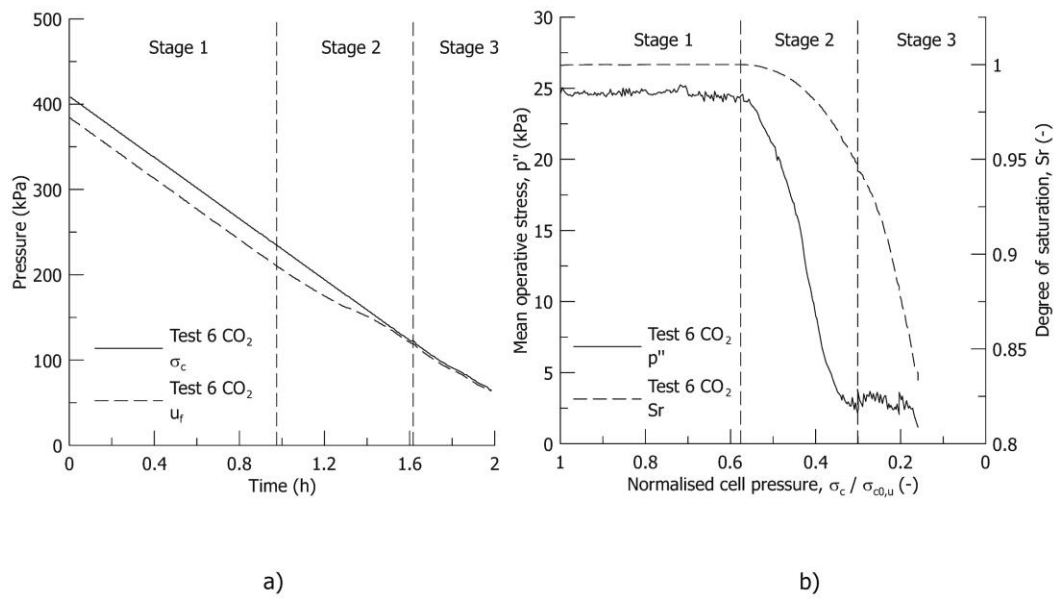 500
400
300
200
100
0
Pressure (kPa)
Stage 1
Stage 2
Stage 3
Test 6 CO₂
σc
Test 6 CO₂
uf
0
0.4
0.8
1.2
1.6
2
Time (h)
a)
30
25
20
15
10
5
0
Mean operative stress, p" (kPa)
Stage 1
Stage 2
Stage 3
Test 6 CO₂
p"
Test 6 CO₂
Sr
1
0.8
0.6
0.4
0.2
0
Normalised cell pressure, σc / σc0,u (-)
1
0.95
0.9
0.85
0.8
Degree of saturation, Sr (-)
b)